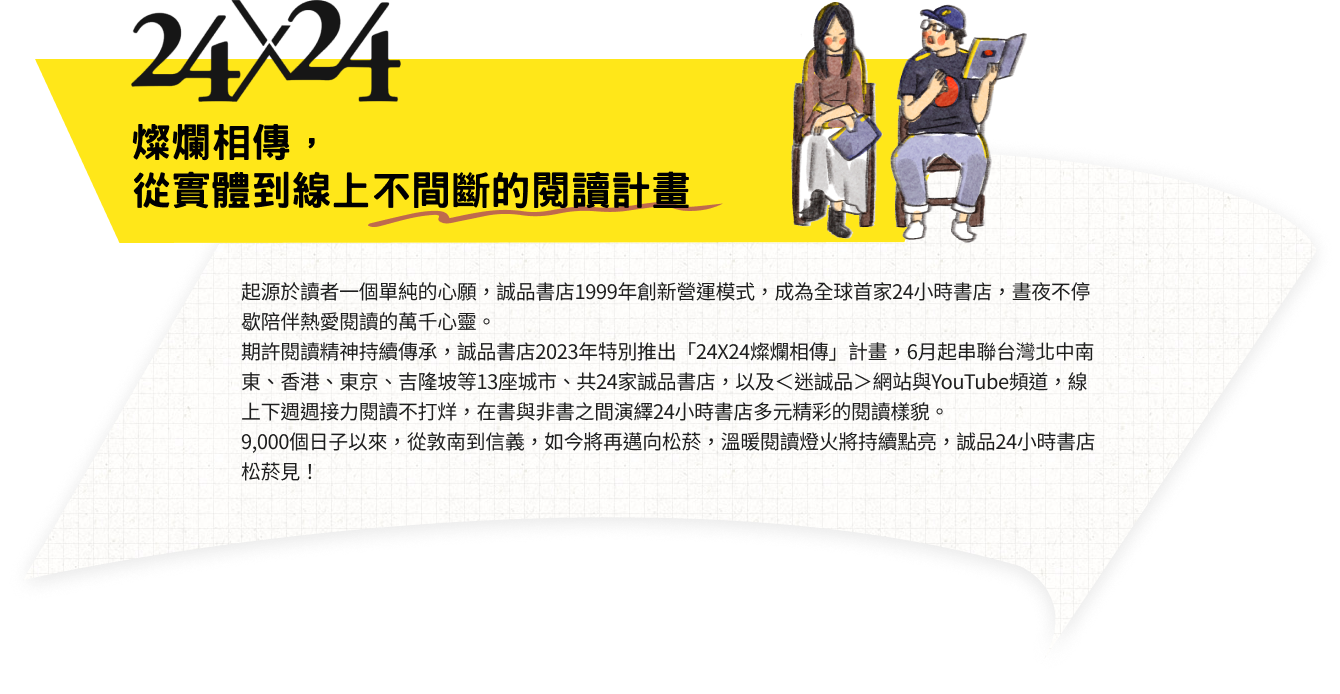 24X24
燦爛相傳，
從實體到線上不間斷的閱讀計畫
起源於讀者一個單純的心願，誠品書店1999年創新營運模式，成為全球首家24小時書店，晝夜不停
歇陪伴熱愛閱讀的萬千心靈。
期許閱讀精神持續傳承，誠品書店2023年特別推出「24X24燦爛相傳」計畫，6月起串聯台灣北中南
東、香港、東京、吉隆坡等13座城市、共24家誠品書店，以及＜迷誠品＞網站與YouTube頻道，線
上下週週接力閱讀不打烊，在書與非書之間演繹24小時書店多元精彩的閱讀樣貌。
9,000個日子以來，從敦南到信義，如今將再邁向松菸，溫暖閱讀燈火將持續點亮，誠品24小時書店
松菸見！